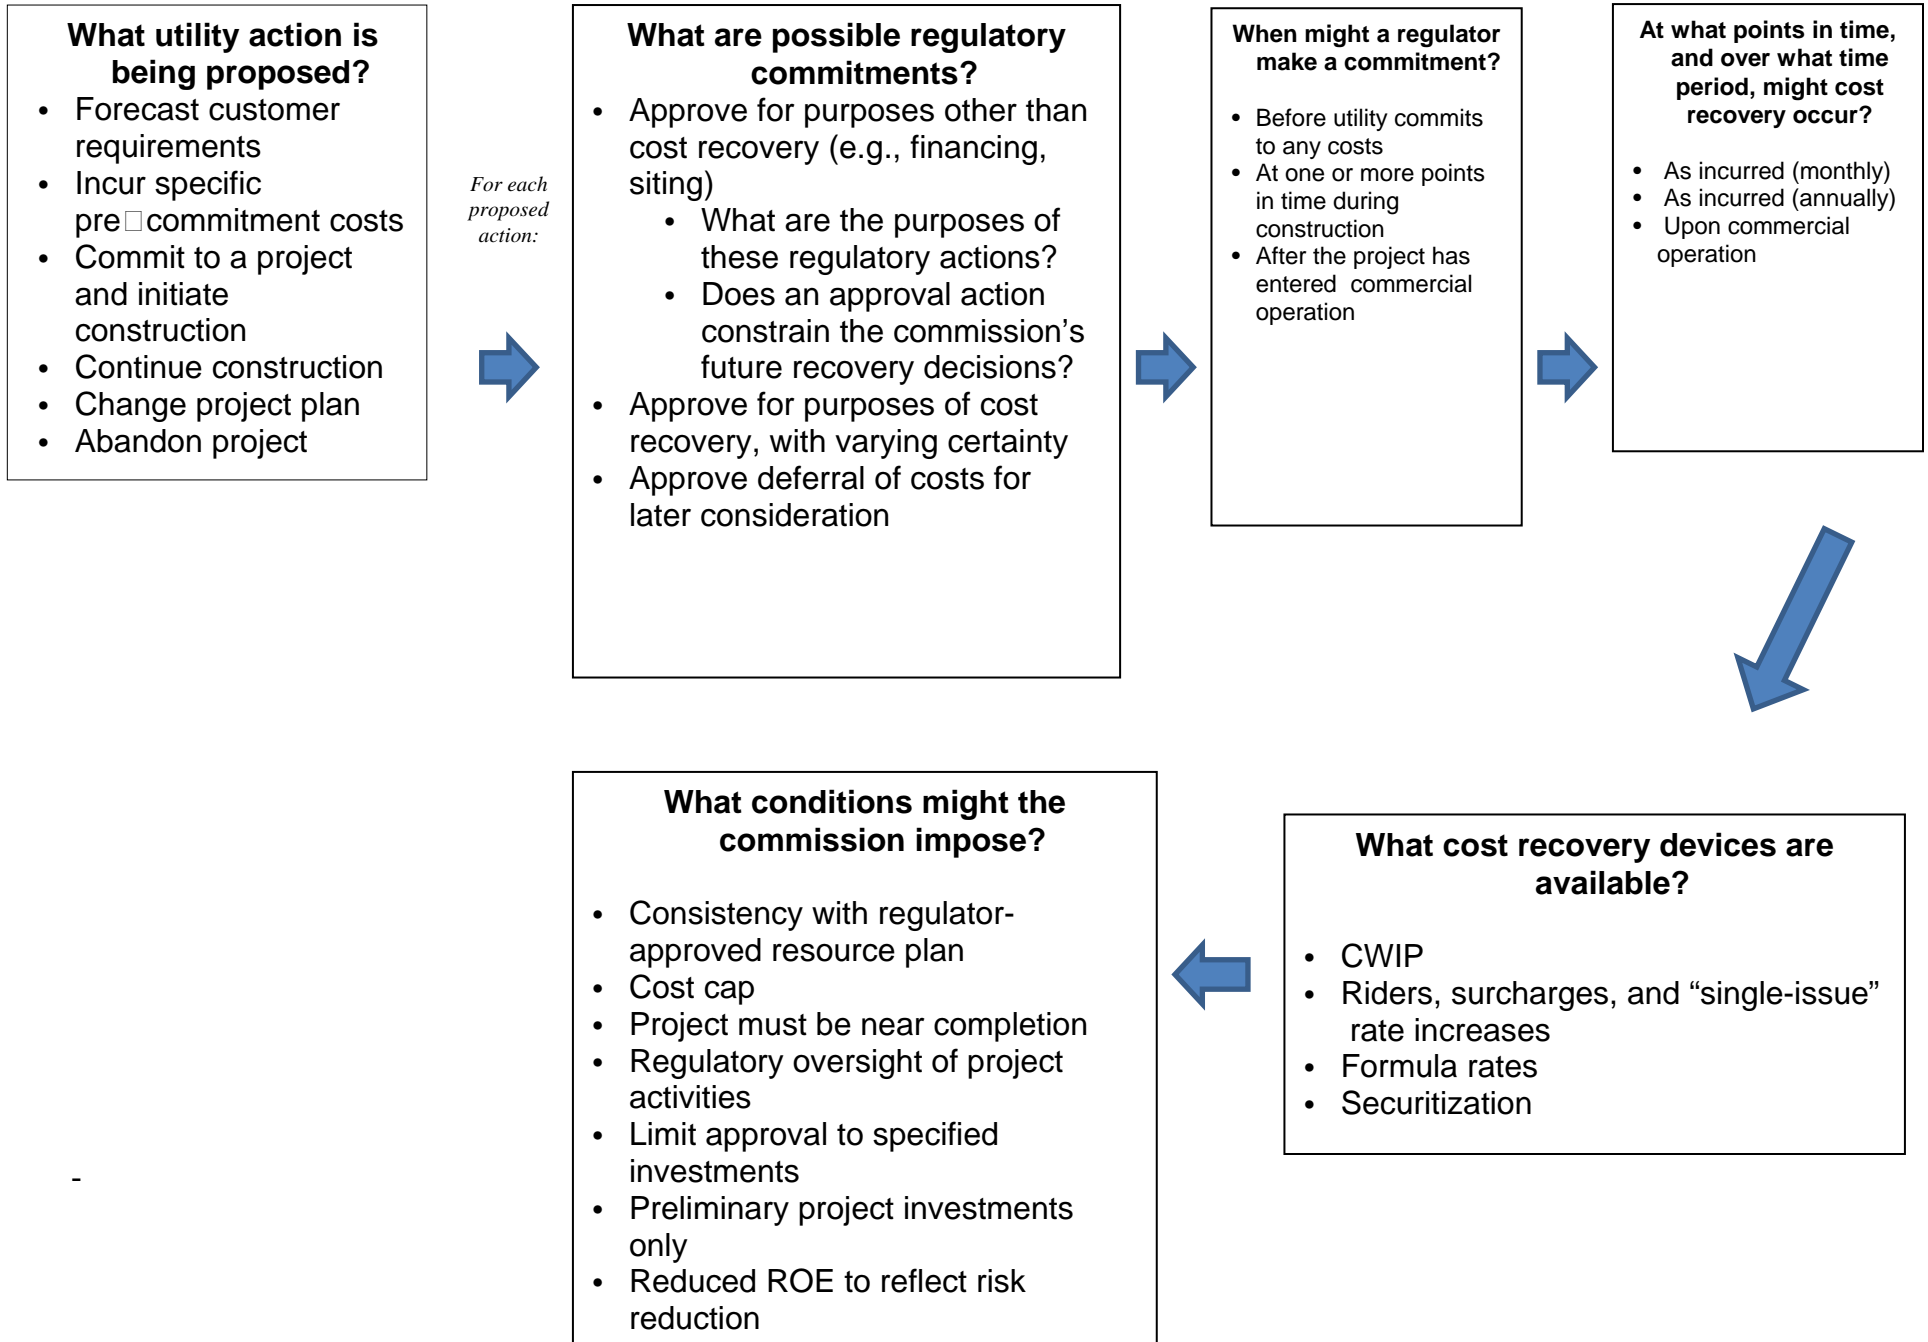 What utility action is
being proposed?
• Forecast customer
requirements
• Incur specific
pre□commitment costs
• Commit to a project
and initiate
construction
• Continue construction
• Change project plan
• Abandon project
For each
proposed
action:
What are possible regulatory
commitments?
• Approve for purposes other than
cost recovery (e.g., financing,
siting)
• What are the purposes of
these regulatory actions?
• Does an approval action
constrain the commission’s
future recovery decisions?
• Approve for purposes of cost
recovery, with varying certainty
• Approve deferral of costs for
later consideration
When might a regulator
make a commitment?
• Before utility commits
to any costs
• At one or more points
in time during
construction
• After the project has
entered commercial
operation
At what points in time,
and over what time
period, might cost
recovery occur?
• As incurred (monthly)
• As incurred (annually)
• Upon commercial
operation
What cost recovery devices are
available?
• CWIP
• Riders, surcharges, and “single-issue”
rate increases
• Formula rates
• Securitization
What conditions might the
commission impose?
• Consistency with regulator-
approved resource plan
• Cost cap
• Project must be near completion
• Regulatory oversight of project
activities
• Limit approval to specified
investments
• Preliminary project investments
only
• Reduced ROE to reflect risk
reduction
-